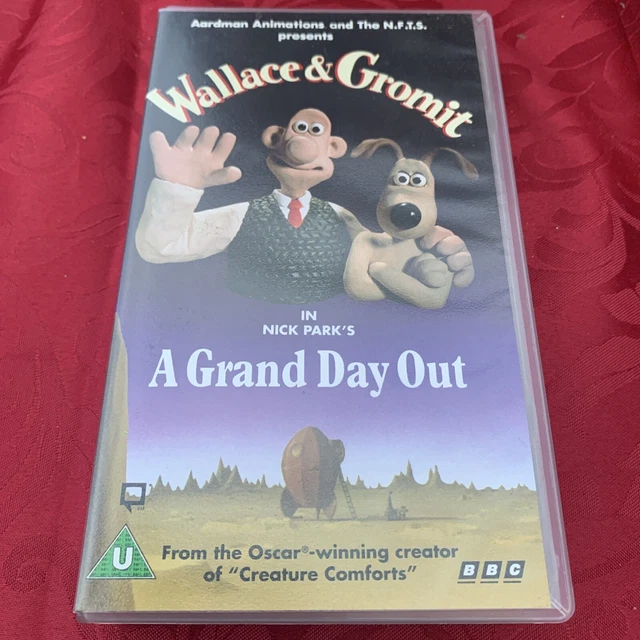 Aardman Animations and The N.F.T.S.
presents
Wallace & Gromit
IN
NICK PARK'S
A Grand Day Out
U
From the Oscar®-winning creator
of "Creature Comforts"
BBC